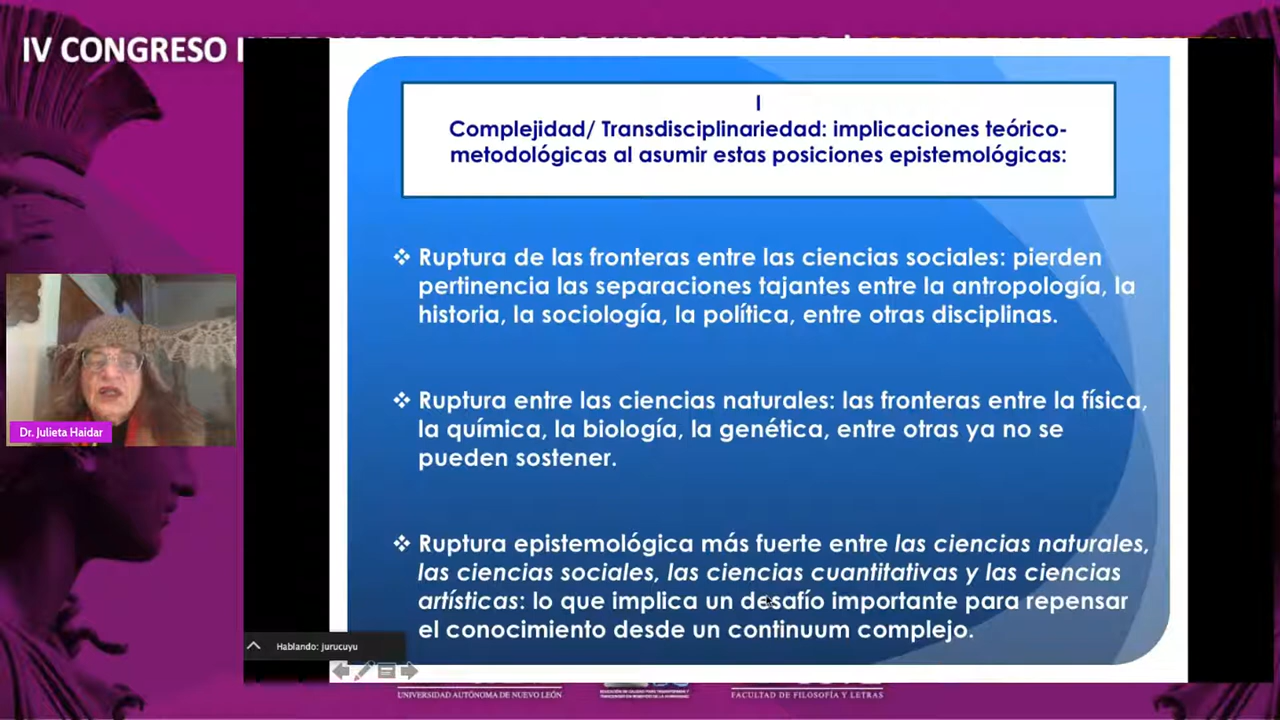 IV CONGRESO
I
Complejidad/ Transdisciplinariedad: implicaciones teórico-
metodológicas al asumir estas posiciones epistemológicas:
❖ Ruptura de las fronteras entre las ciencias sociales: pierden
pertinencia las separaciones tajantes entre la antropología, la
historia, la sociología, la política, entre otras disciplinas.
❖ Ruptura entre las ciencias naturales: las fronteras entre la física,
la química, la biología, la genética, entre otras ya no se
pueden sostener.
❖ Ruptura epistemológica más fuerte entre las ciencias naturales,
las ciencias sociales, las ciencias cuantitativas y las ciencias
artísticas: lo que implica un desafío importante para repensar
el conocimiento desde un continuum complejo.
Dr. Julieta Haidar
Hablando: jurucuyu
UNIVERSIDAD AUTÓNOMA DE NUEVO LEÓN
FACULTAD DE FILOSOFÍA Y LETRAS